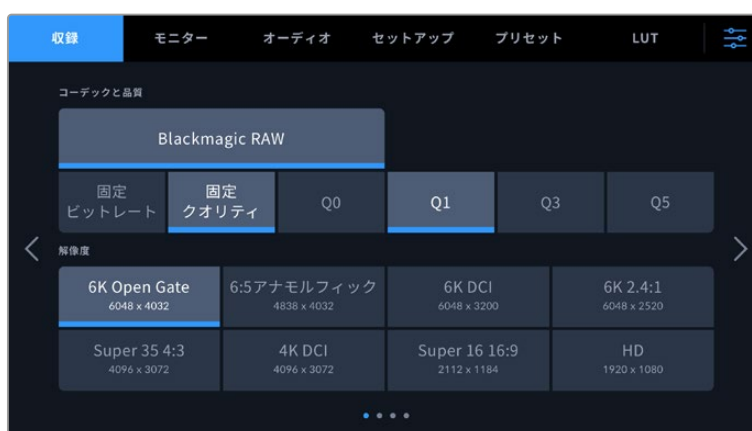 収録 モニター オーディオ セットアップ プリセット LUT
コーデックと品質
Blackmagic RAW
固定
ビットレート
固定
クオリティ
Q0
Q1
Q3
Q5
解像度
6K Open Gate
6048 x 4032
6:5アナモルフィック
4838 x 4032
6K DCI
6048 x 3200
6K 2.4:1
6048 x 2520
Super 35 4:3
4096 x 3072
4K DCI
4096 x 3072
Super 16 16:9
2112 x 1184
HD
1920 x 1080